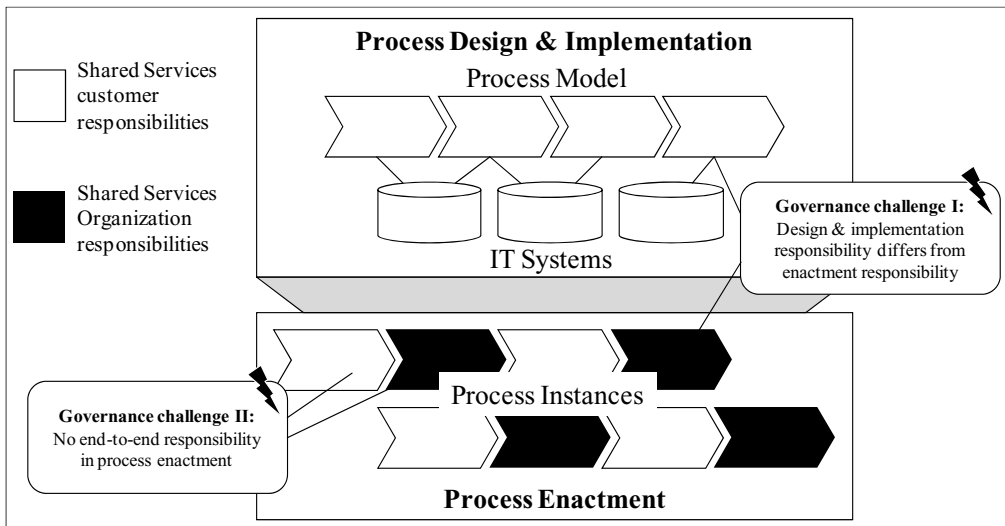 Process Design & Implementation
Process Model
Shared Services
customer
responsibilities
Shared Services
Organization
responsibilities
IT Systems
Governance challenge I:
Design & implementation
responsibility differs from
enactment responsibility
Process Instances
Governance challenge II:
No end-to-end responsibility
in process enactment
Process Enactment